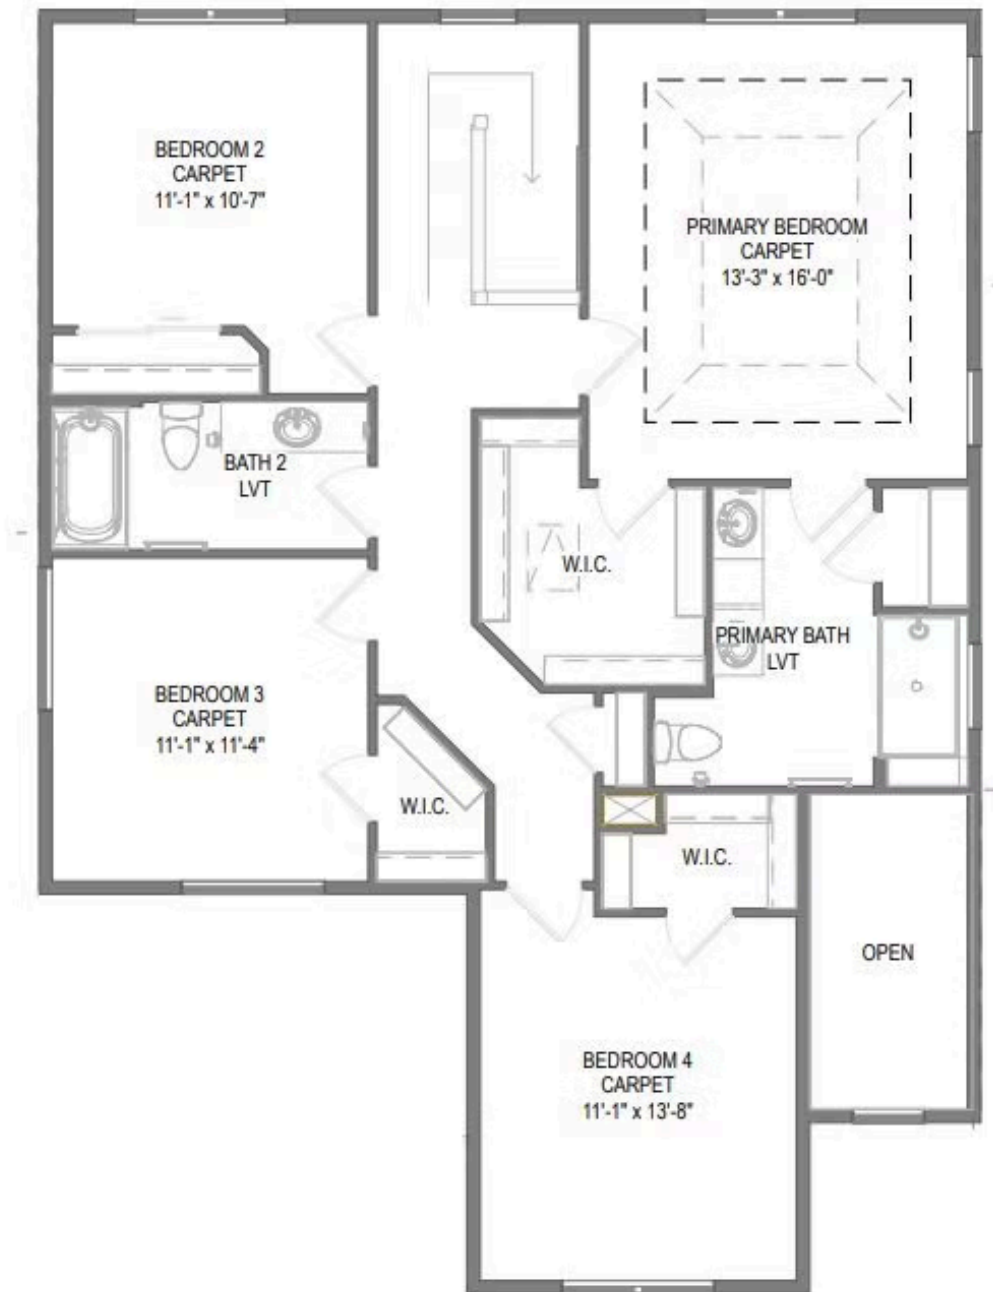 BEDROOM 2
CARPET
11'-1" x 10'-7"
PRIMARY BEDROOM
CARPET
13'-3" x 16'-0"
BATH 2
LVT
W.I.C.
PRIMARY BATH
LVT
BEDROOM 3
CARPET
11'-1" x 11'-4"
W.I.C.
W.I.C.
OPEN
BEDROOM 4
CARPET
11'-1" x 13'-8"